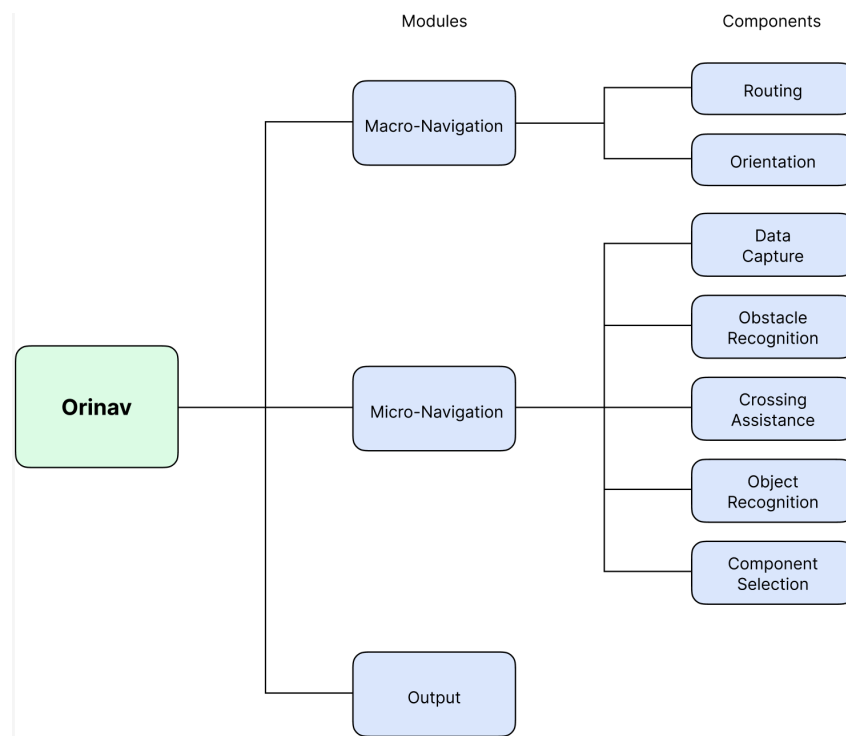 Modules
Components
Routing
Macro-Navigation
Orientation
Data
Capture
Obstacle
Recognition
Orinav
Micro-Navigation
Crossing
Assistance
Object
Recognition
Component
Selection
Output